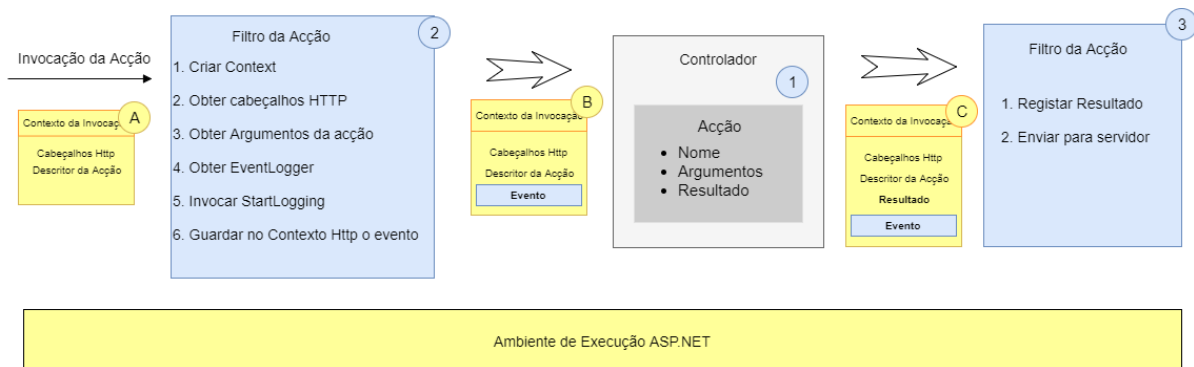 Invocação da Acção
A
Contexto da Invocaçã
Cabeçalhos Http
Descritor da Acção
2
Filtro da Acção
1. Criar Context
2. Obter cabeçalhos HTTP
3. Obter Argumentos da acção
4. Obter EventLogger
5. Invocar StartLogging
6. Guardar no Contexto Http o evento
B
Contexto da Invocação
Cabeçalhos Http
Descritor da Acção
Evento
Controlador
1
Acção
• Nome
• Argumentos
• Resultado
C
Contexto da Invocação
Cabeçalhos Http
Descritor da Acção
Resultado
Evento
3
Filtro da Acção
1. Registar Resultado
2. Enviar para servidor
Ambiente de Execução ASP.NET